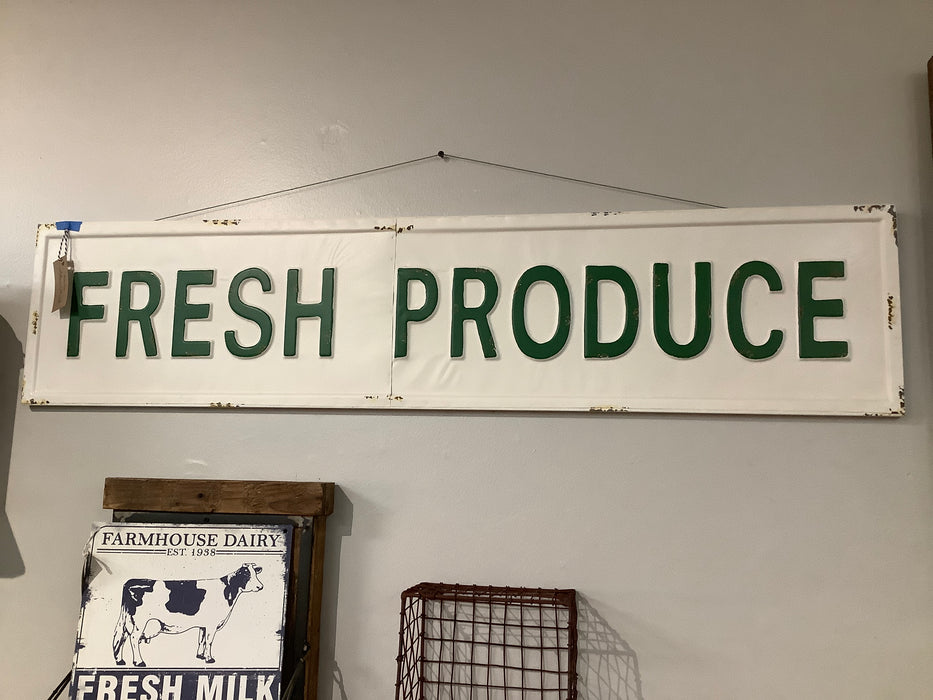 FRESH PRODUCE
FARMHOUSE DAIRY
EST. 1938
FRESH MILK